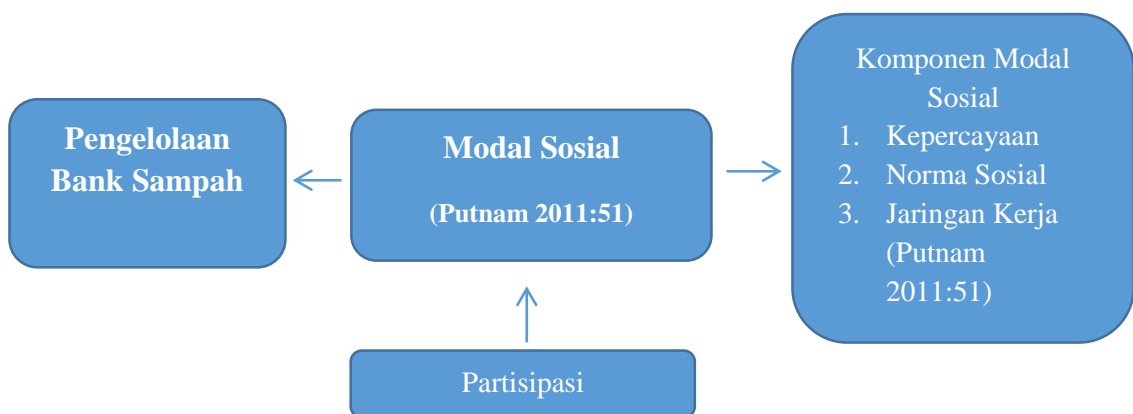 Pengelolaan
Bank Sampah
Modal Sosial
(Putnam 2011:51)
Komponen Modal
Sosial
1. Kepercayaan
2. Norma Sosial
3. Jaringan Kerja
(Putnam
2011:51)
Partisipasi